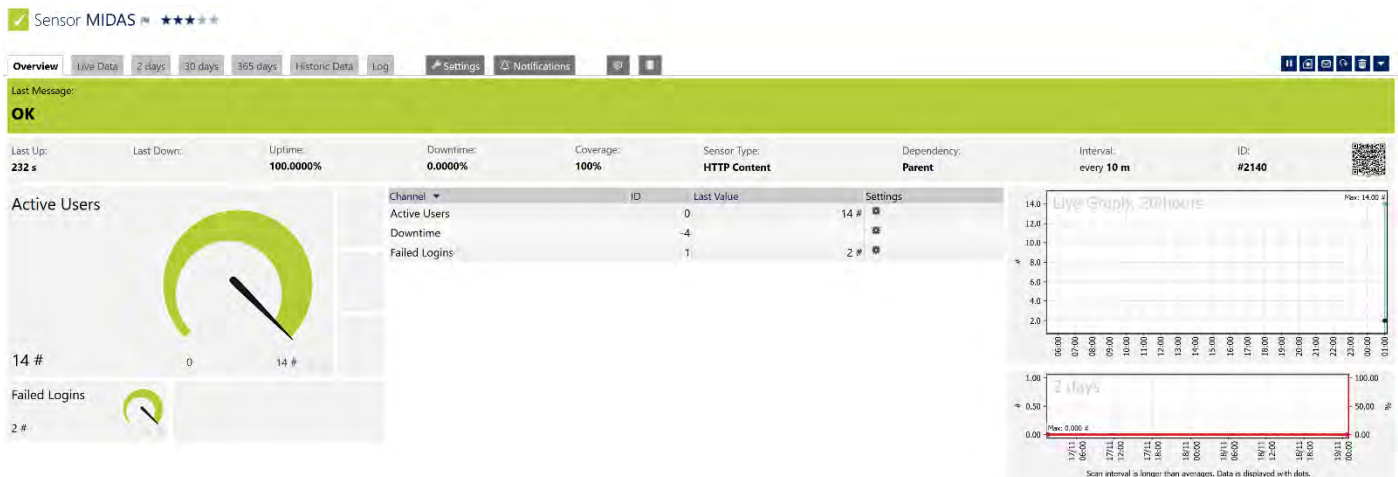 Sensor MIDAS
Overview Live Data 2 days 30 days 365 days Historic Data Log Settings Notifications
Last Message:
OK
Last Up: Last Down: Uptime: Downtime: Coverage: Sensor Type: Dependency: Interval: ID:
232 s 100.0000% 0.0000% 100% HTTP Content Parent every 10 m #2140
Active Users
14 #
0 14 #
Failed Logins
2 #
Channel ID Last Value Settings
Active Users 0 14 #
Downtime -4
Failed Logins 1 2 #
Live Graph, 20 hours
Max: 14.00 #
14.0
12.0
10.0
8.0
6.0
4.0
2.0
#
06:00 07:00 08:00 09:00 10:00 11:00 12:00 13:00 14:00 15:00 16:00 17:00 18:00 19:00 20:00 21:00 22:00 23:00 00:00 01:00
2 days
1.00 100.00
# 0.50 50.00 %
0.00 0.00
Max: 0.000 #
17/11 06:00 17/11 12:00 17/11 18:00 18/11 00:00 18/11 06:00 18/11 12:00 18/11 18:00 19/11 00:00
Scan interval is longer than averages. Data is displayed with dots.